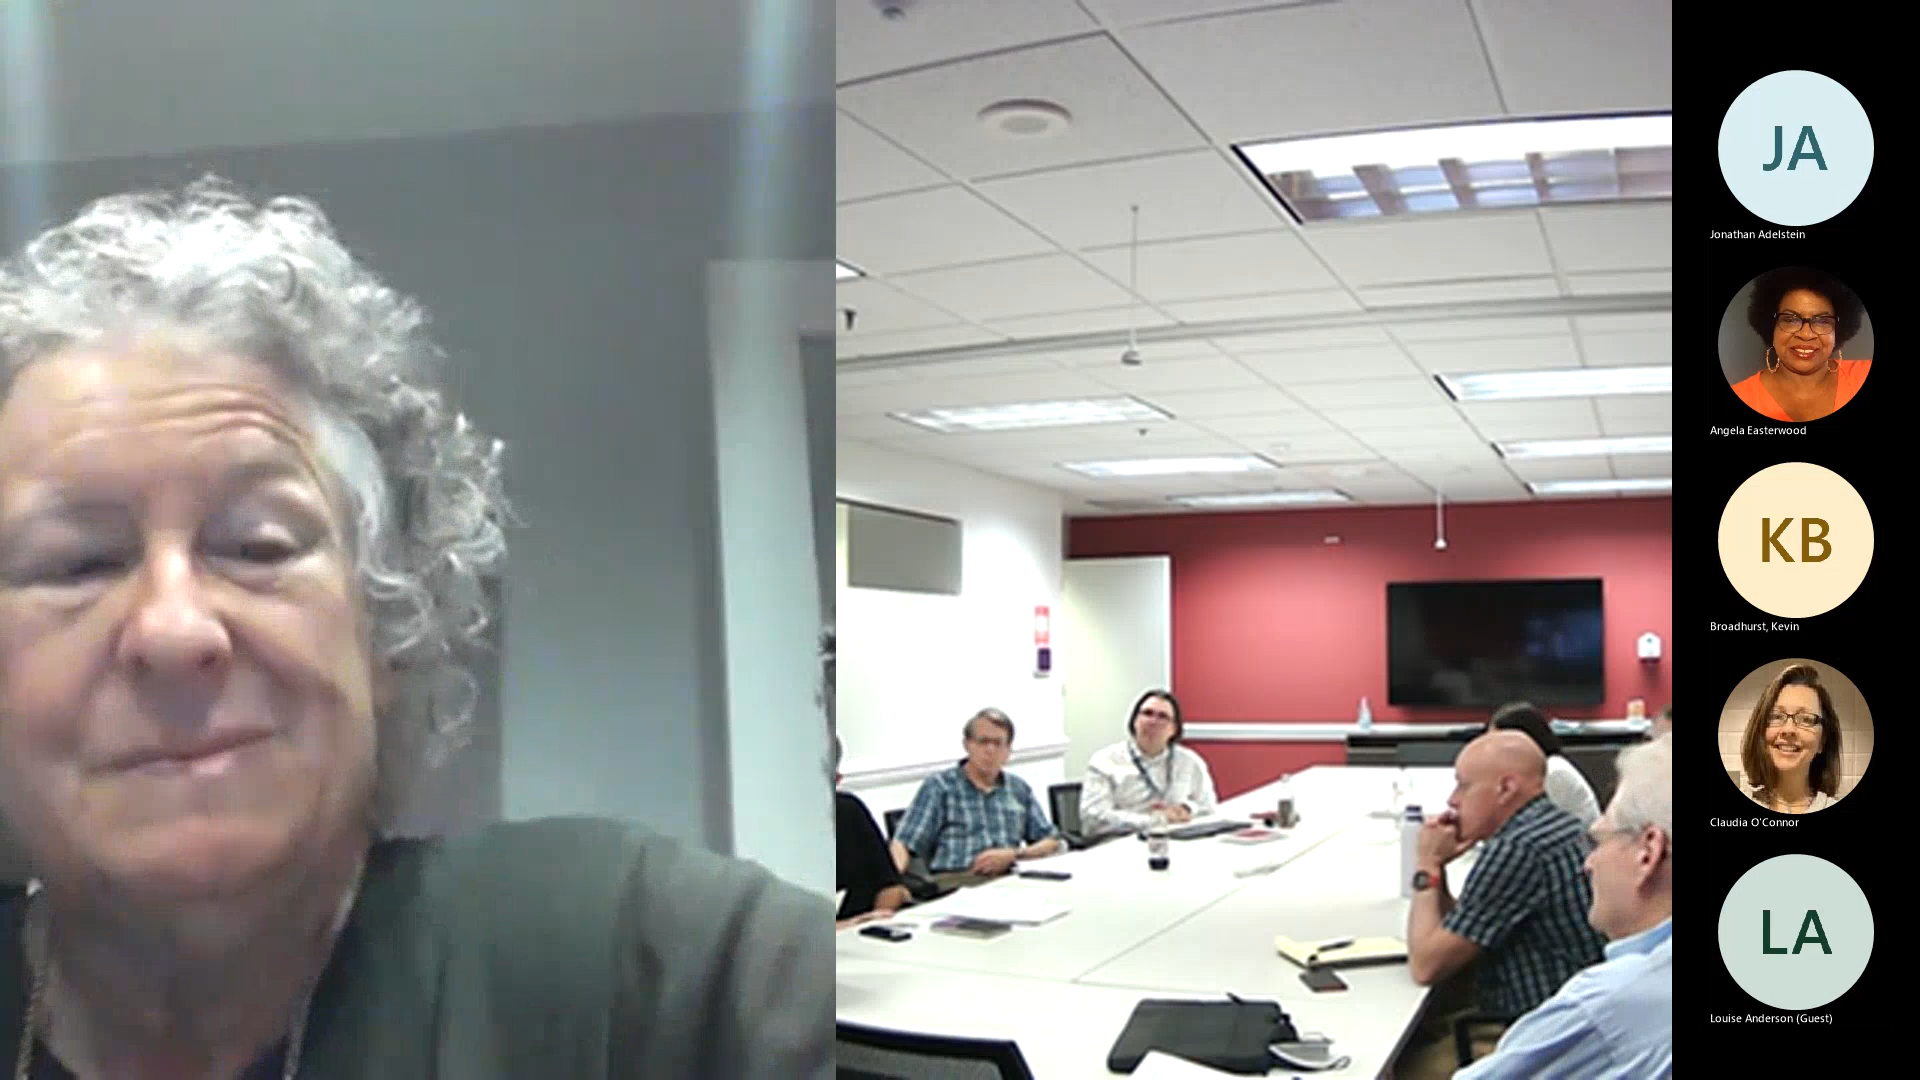 JA
Jonathan Adelstein
Angela Easterwood
KB
Broadhurst, Kevin
Claudia O'Connor
LA
Louise Anderson (Guest)